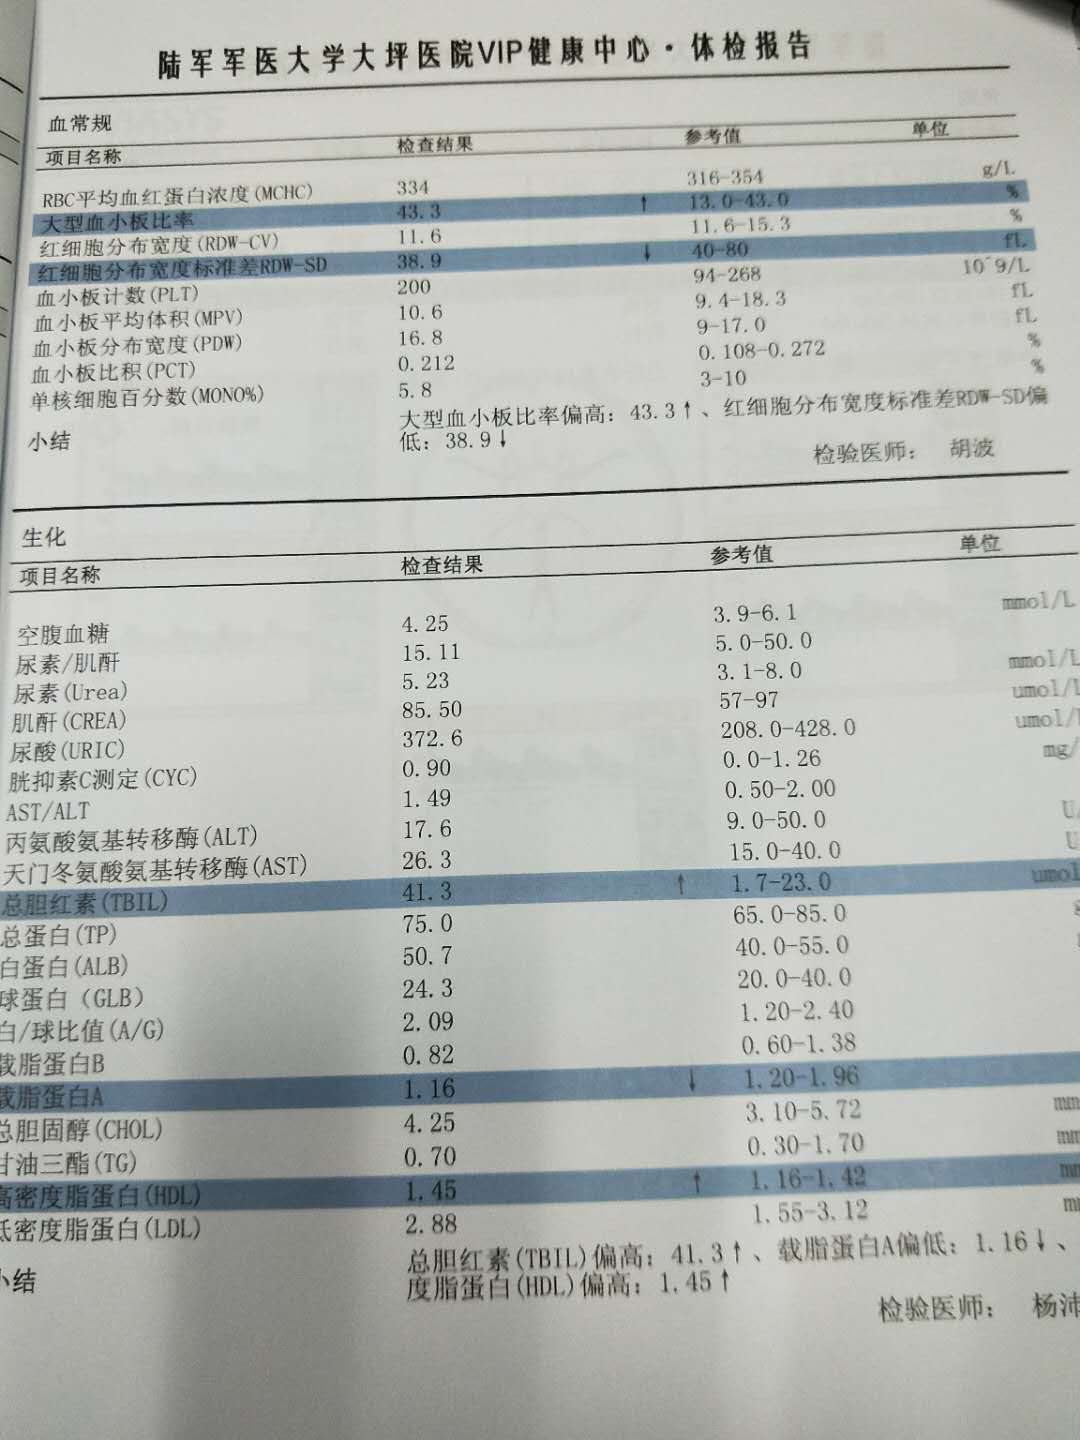 陆军军医大学大坪医院VIP健康中心·体检报告
血常规
项目名称 检查结果 参考值 单位
RBC平均血红蛋白浓度(MCHC) 334 316-354 g/L
大型血小板比率 43.3 ↑ 13.0-43.0 %
红细胞分布宽度(RDW-CV) 11.6 11.6-15.3 %
红细胞分布宽度标准差RDW-SD 38.9 ↓ 40-80 fL
血小板计数(PLT) 200 94-268 10^9/L
血小板平均体积(MPV) 10.6 9.4-18.3 fL
血小板分布宽度(PDW) 16.8 9-17.0 fL
血小板比积(PCT) 0.212 0.108-0.272 %
单核细胞百分数(MONO%) 5.8 3-10 %
小结 大型血小板比率偏高：43.3↑、红细胞分布宽度标准差RDW-SD偏
低：38.9↓
检验医师： 胡波
生化
项目名称 检查结果 参考值 单位
空腹血糖 4.25 3.9-6.1 mmol/L
尿素/肌酐 15.11 5.0-50.0
尿素(Urea) 5.23 3.1-8.0 mmol/L
肌酐(CREA) 85.50 57-97 umol/L
尿酸(URIC) 372.6 208.0-428.0 umol/
胱抑素C测定(CYC) 0.90 0.0-1.26 mg/
AST/ALT 1.49 0.50-2.00
丙氨酸氨基转移酶(ALT) 17.6 9.0-50.0 U/
天门冬氨酸氨基转移酶(AST) 26.3 15.0-40.0 U
总胆红素(TBIL) 41.3 ↑ 1.7-23.0 umol
总蛋白(TP) 75.0 65.0-85.0
白蛋白(ALB) 50.7 40.0-55.0
球蛋白（GLB） 24.3 20.0-40.0
白/球比值(A/G) 2.09 1.20-2.40
载脂蛋白B 0.82 0.60-1.38
载脂蛋白A 1.16 ↓ 1.20-1.96
总胆固醇(CHOL) 4.25 3.10-5.72 mm
甘油三酯(TG) 0.70 0.30-1.70 mm
高密度脂蛋白(HDL) 1.45 ↑ 1.16-1.42 mm
低密度脂蛋白(LDL) 2.88 1.55-3.12 m
小结 总胆红素(TBIL)偏高：41.3↑、载脂蛋白A偏低：1.16↓、
度脂蛋白(HDL)偏高：1.45↑
检验医师： 杨沛